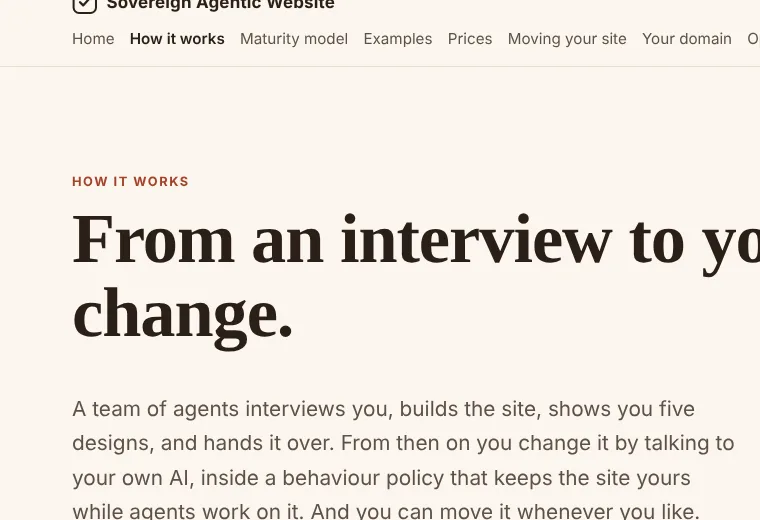 Sovereign Agentic Website
Home How it works Maturity model Examples Prices Moving your site Your domain
HOW IT WORKS
From an interview to
change.
A team of agents interviews you, builds the site, shows you five
designs, and hands it over. From then on you change it by talking to
your own AI, inside a behaviour policy that keeps the site yours
while agents work on it. And you can move it whenever you like.